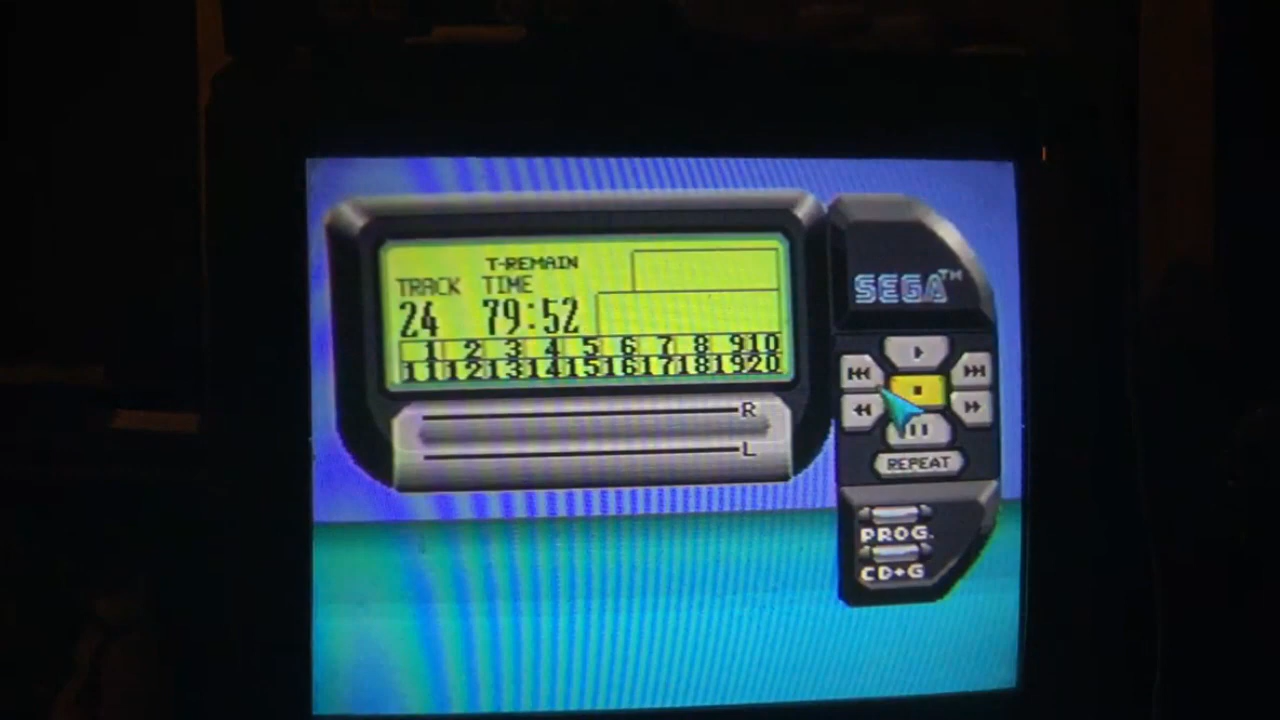 T-REMAIN
TRACK TIME
24 79:52
1 2 3 4 5 6 7 8 9 10
11 12 13 14 15 16 17 18 19 20
R
L
SEGA™
REPEAT
PROG.
CD+G